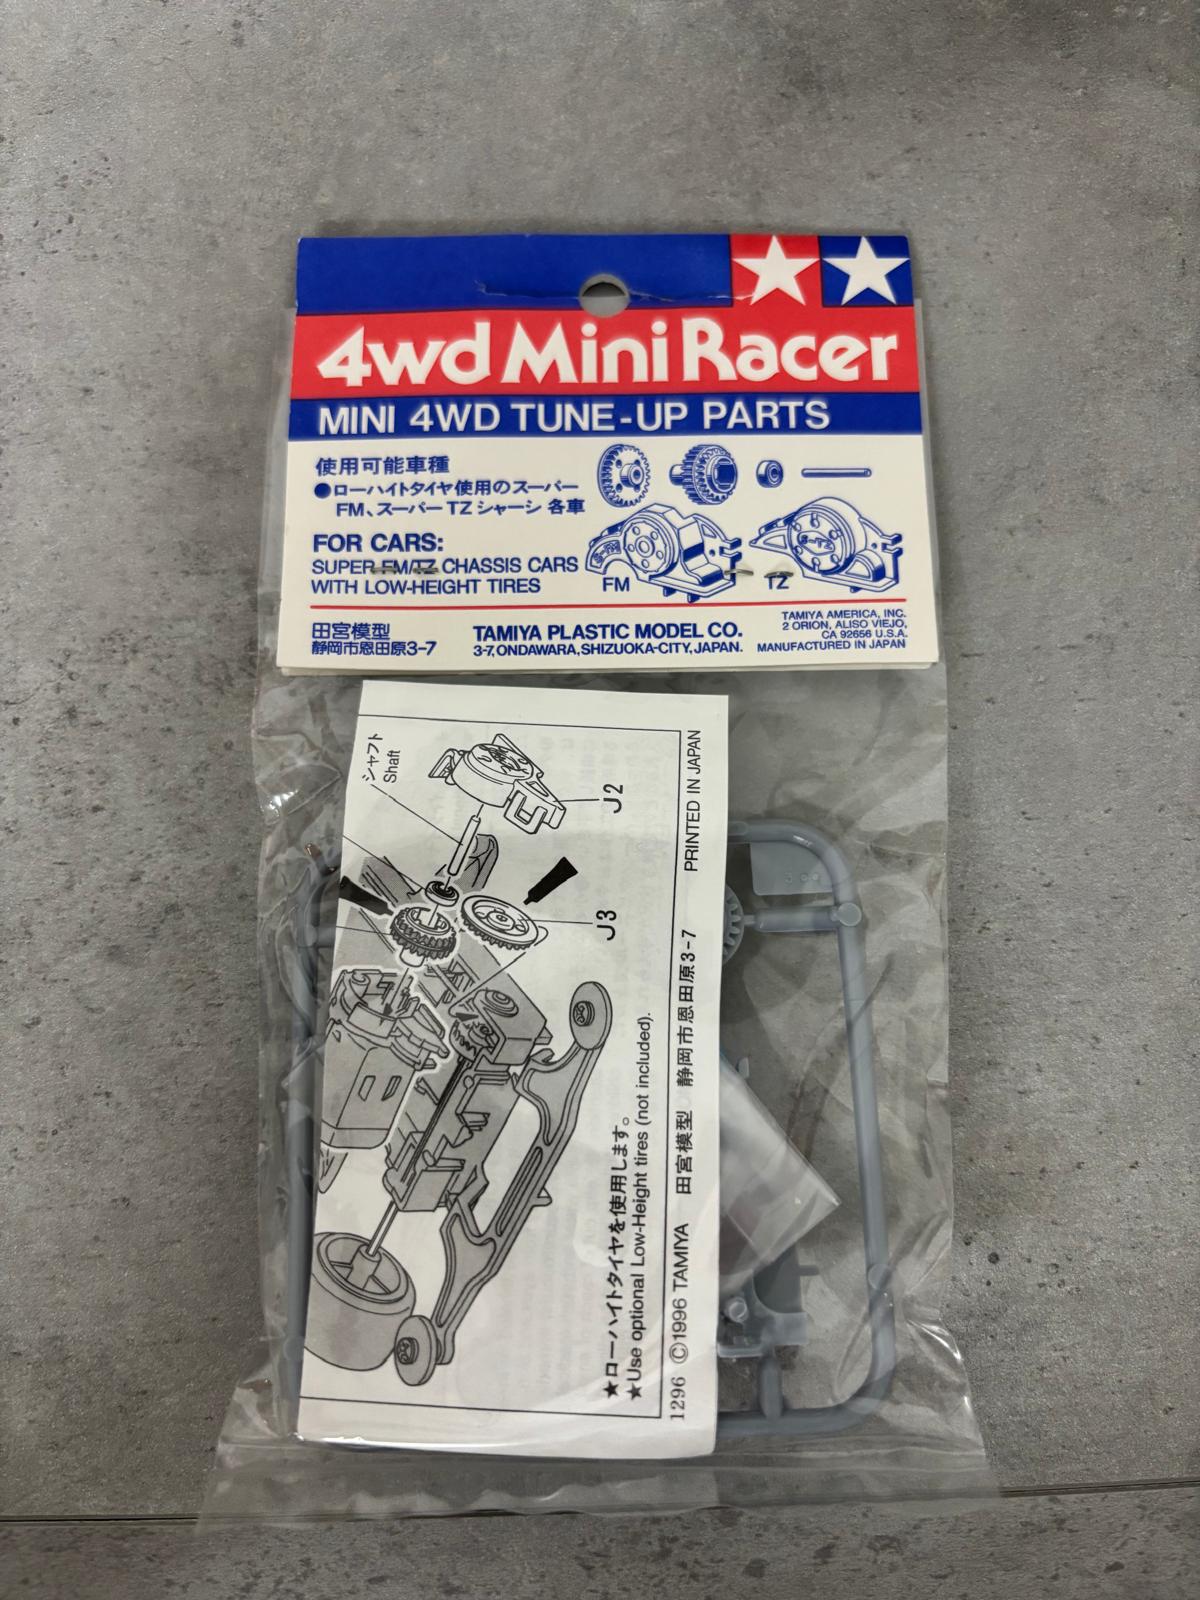 4wd Mini Racer
MINI 4WD TUNE-UP PARTS
使用可能車種
●ローハイトタイヤ使用のスーパー
FM、スーパーTZシャーシ 各車
FOR CARS:
SUPER FM/TZ CHASSIS CARS
WITH LOW-HEIGHT TIRES
FM
TZ
田宮模型
静岡市恩田原3-7
TAMIYA PLASTIC MODEL CO.
3-7, ONDAWARA, SHIZUOKA-CITY, JAPAN.
TAMIYA AMERICA, INC.
2 ORION, ALISO VIEJO,
CA 92656 U.S.A.
MANUFACTURED IN JAPAN
シャフト
Shaft
J2
J3
★ローハイトタイヤを使用します。
★Use optional Low-Height tires (not included).
1296 ©1996 TAMIYA 田宮模型 静岡市恩田原3-7 PRINTED IN JAPAN